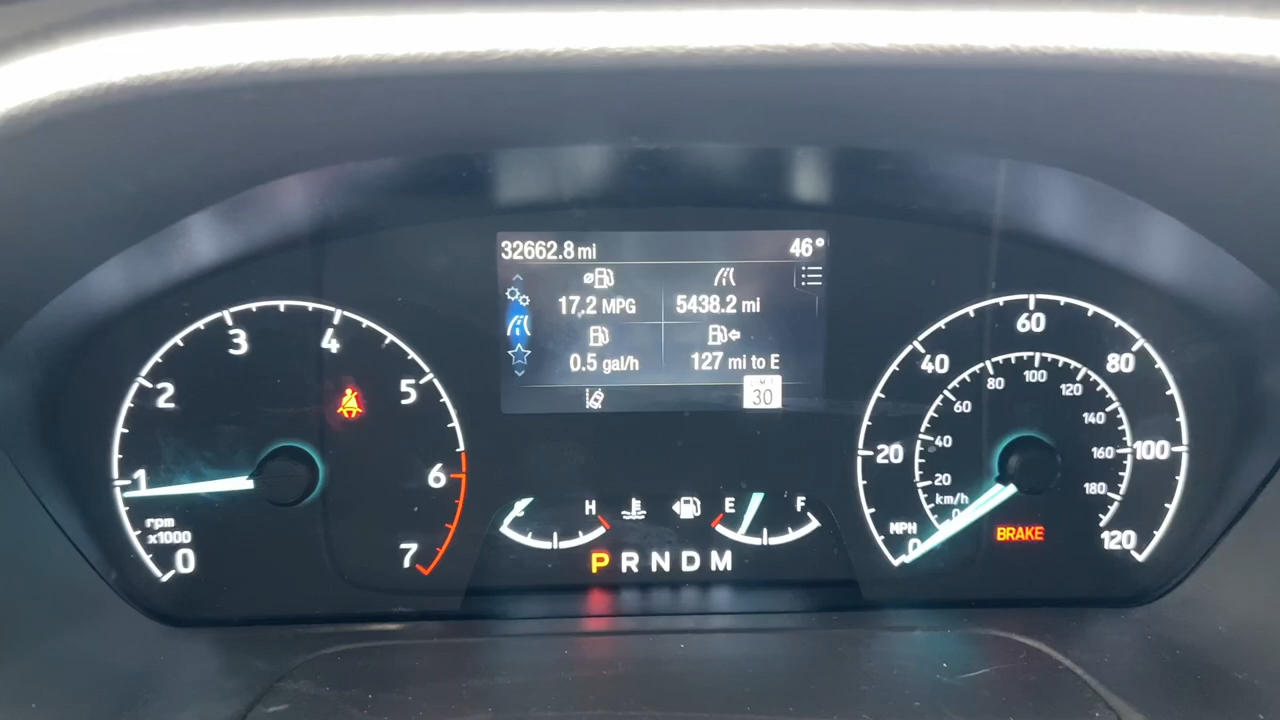 32662.8 mi 46°
17.2 MPG 5438.2 mi
0.5 gal/h 127 mi to E
LIMIT
30
0 1 2 3 4 5 6 7
rpm
x1000
H
E F
P R N D M
0 20 40 60 80 100 120
MPH
0 20 40 60 80 100 120 140 160 180
km/h
BRAKE